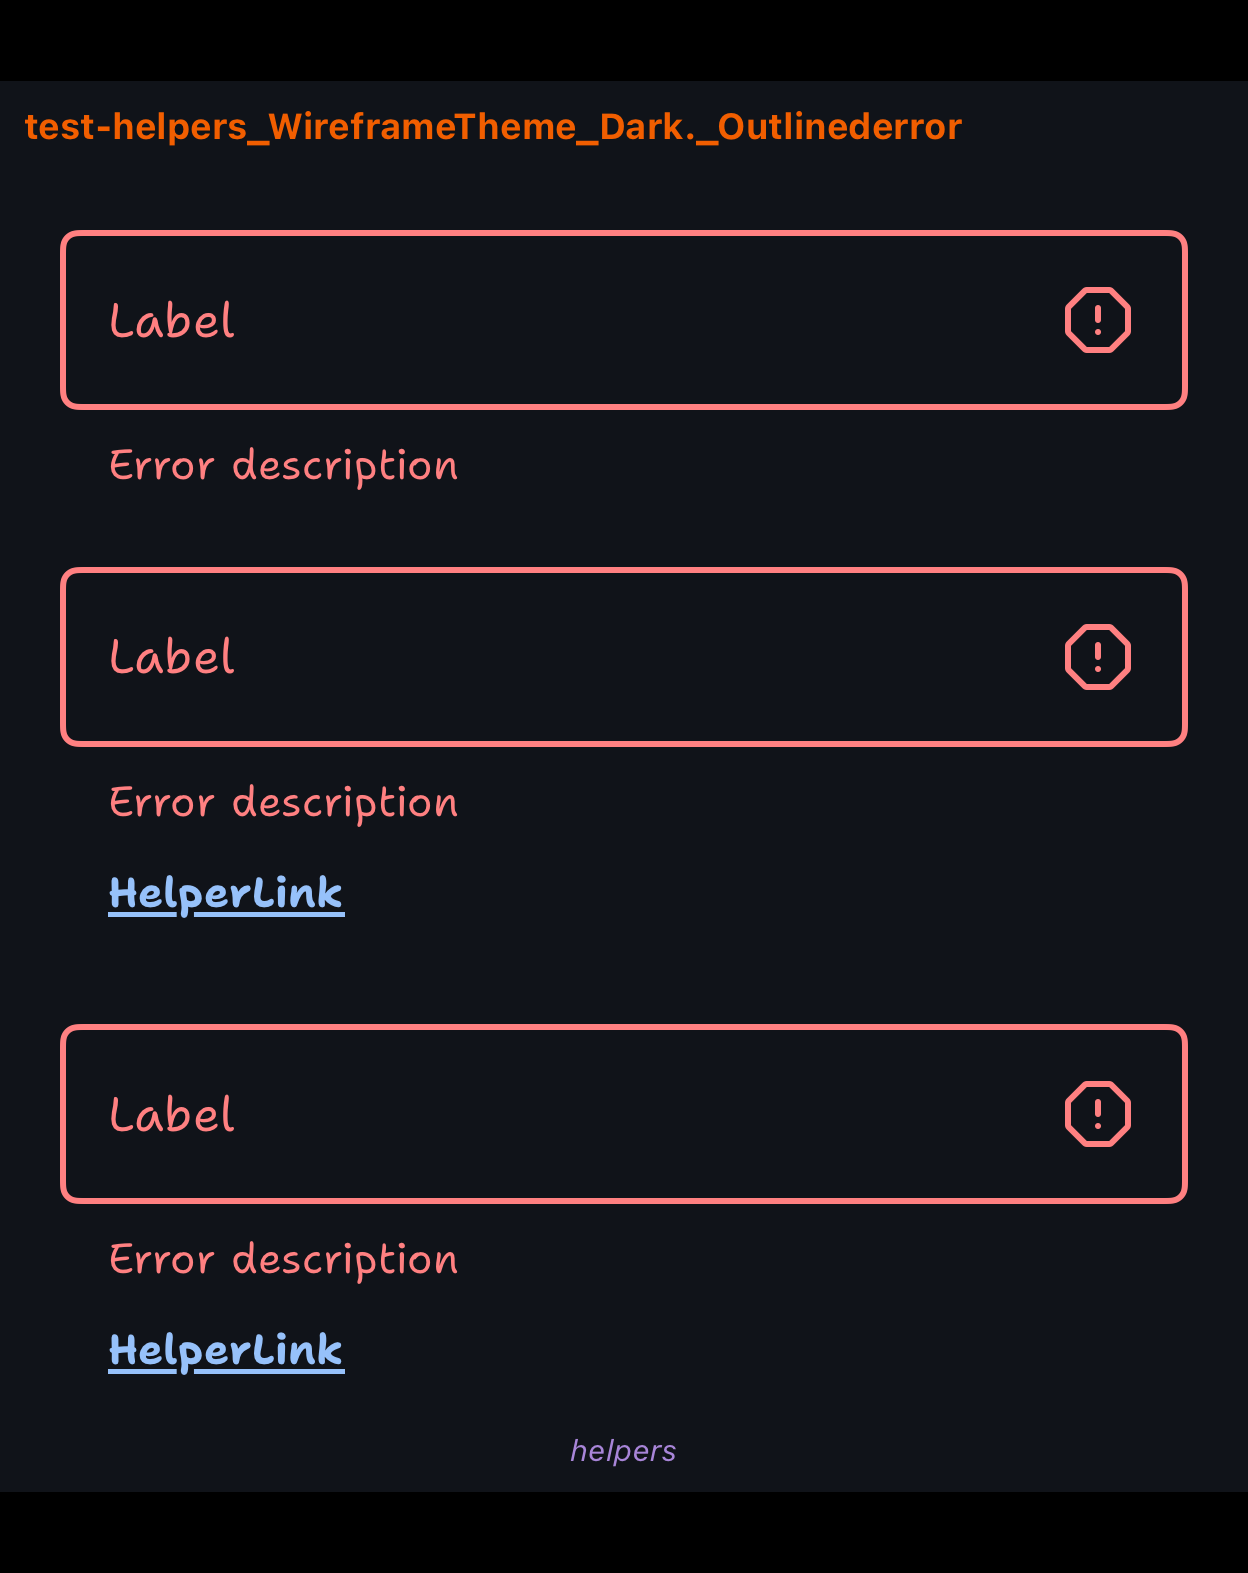 test-helpers_WireframeTheme_Dark._Outlinederror
Label
Error description
Label
Error description
HelperLink
Label
Error description
HelperLink
helpers